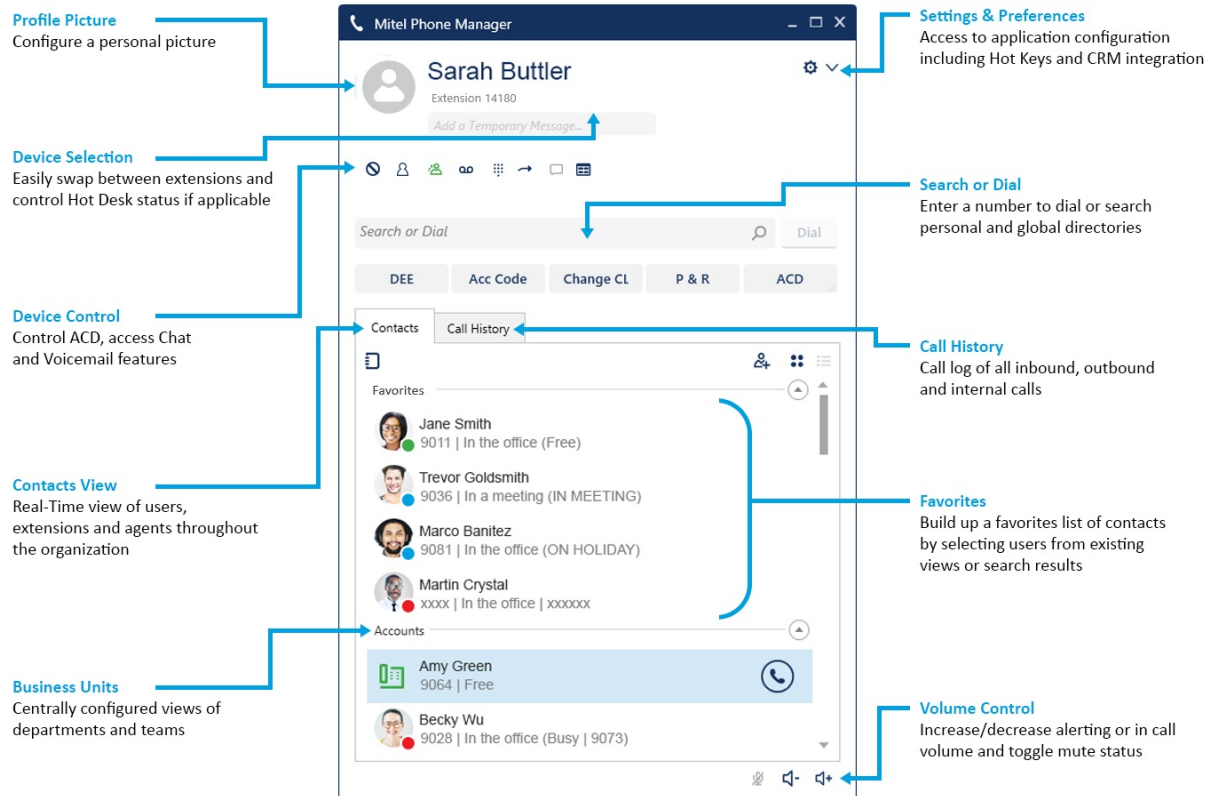 Profile Picture
Configure a personal picture
Device Selection
Easily swap between extensions and
control Hot Desk status if applicable
Device Control
Control ACD, access Chat
and Voicemail features
Contacts View
Real-Time view of users,
extensions and agents throughout
the organization
Business Units
Centrally configured views of
departments and teams
Mitel Phone Manager
Sarah Buttler
Extension 14180
Add a Temporary Message...
Search or Dial
Dial
DEE
Acc Code
Change CL
P & R
ACD
Contacts
Call History
Favorites
Jane Smith
9011 | In the office (Free)
Trevor Goldsmith
9036 | In a meeting (IN MEETING)
Marco Banitez
9081 | In the office (ON HOLIDAY)
Martin Crystal
xxxx | In the office | xxxxxx
Accounts
Amy Green
9064 | Free
Becky Wu
9028 | In the office (Busy | 9073)
Settings & Preferences
Access to application configuration
including Hot Keys and CRM integration
Search or Dial
Enter a number to dial or search
personal and global directories
Call History
Call log of all inbound, outbound
and internal calls
Favorites
Build up a favorites list of contacts
by selecting users from existing
views or search results
Volume Control
Increase/decrease alerting or in call
volume and toggle mute status